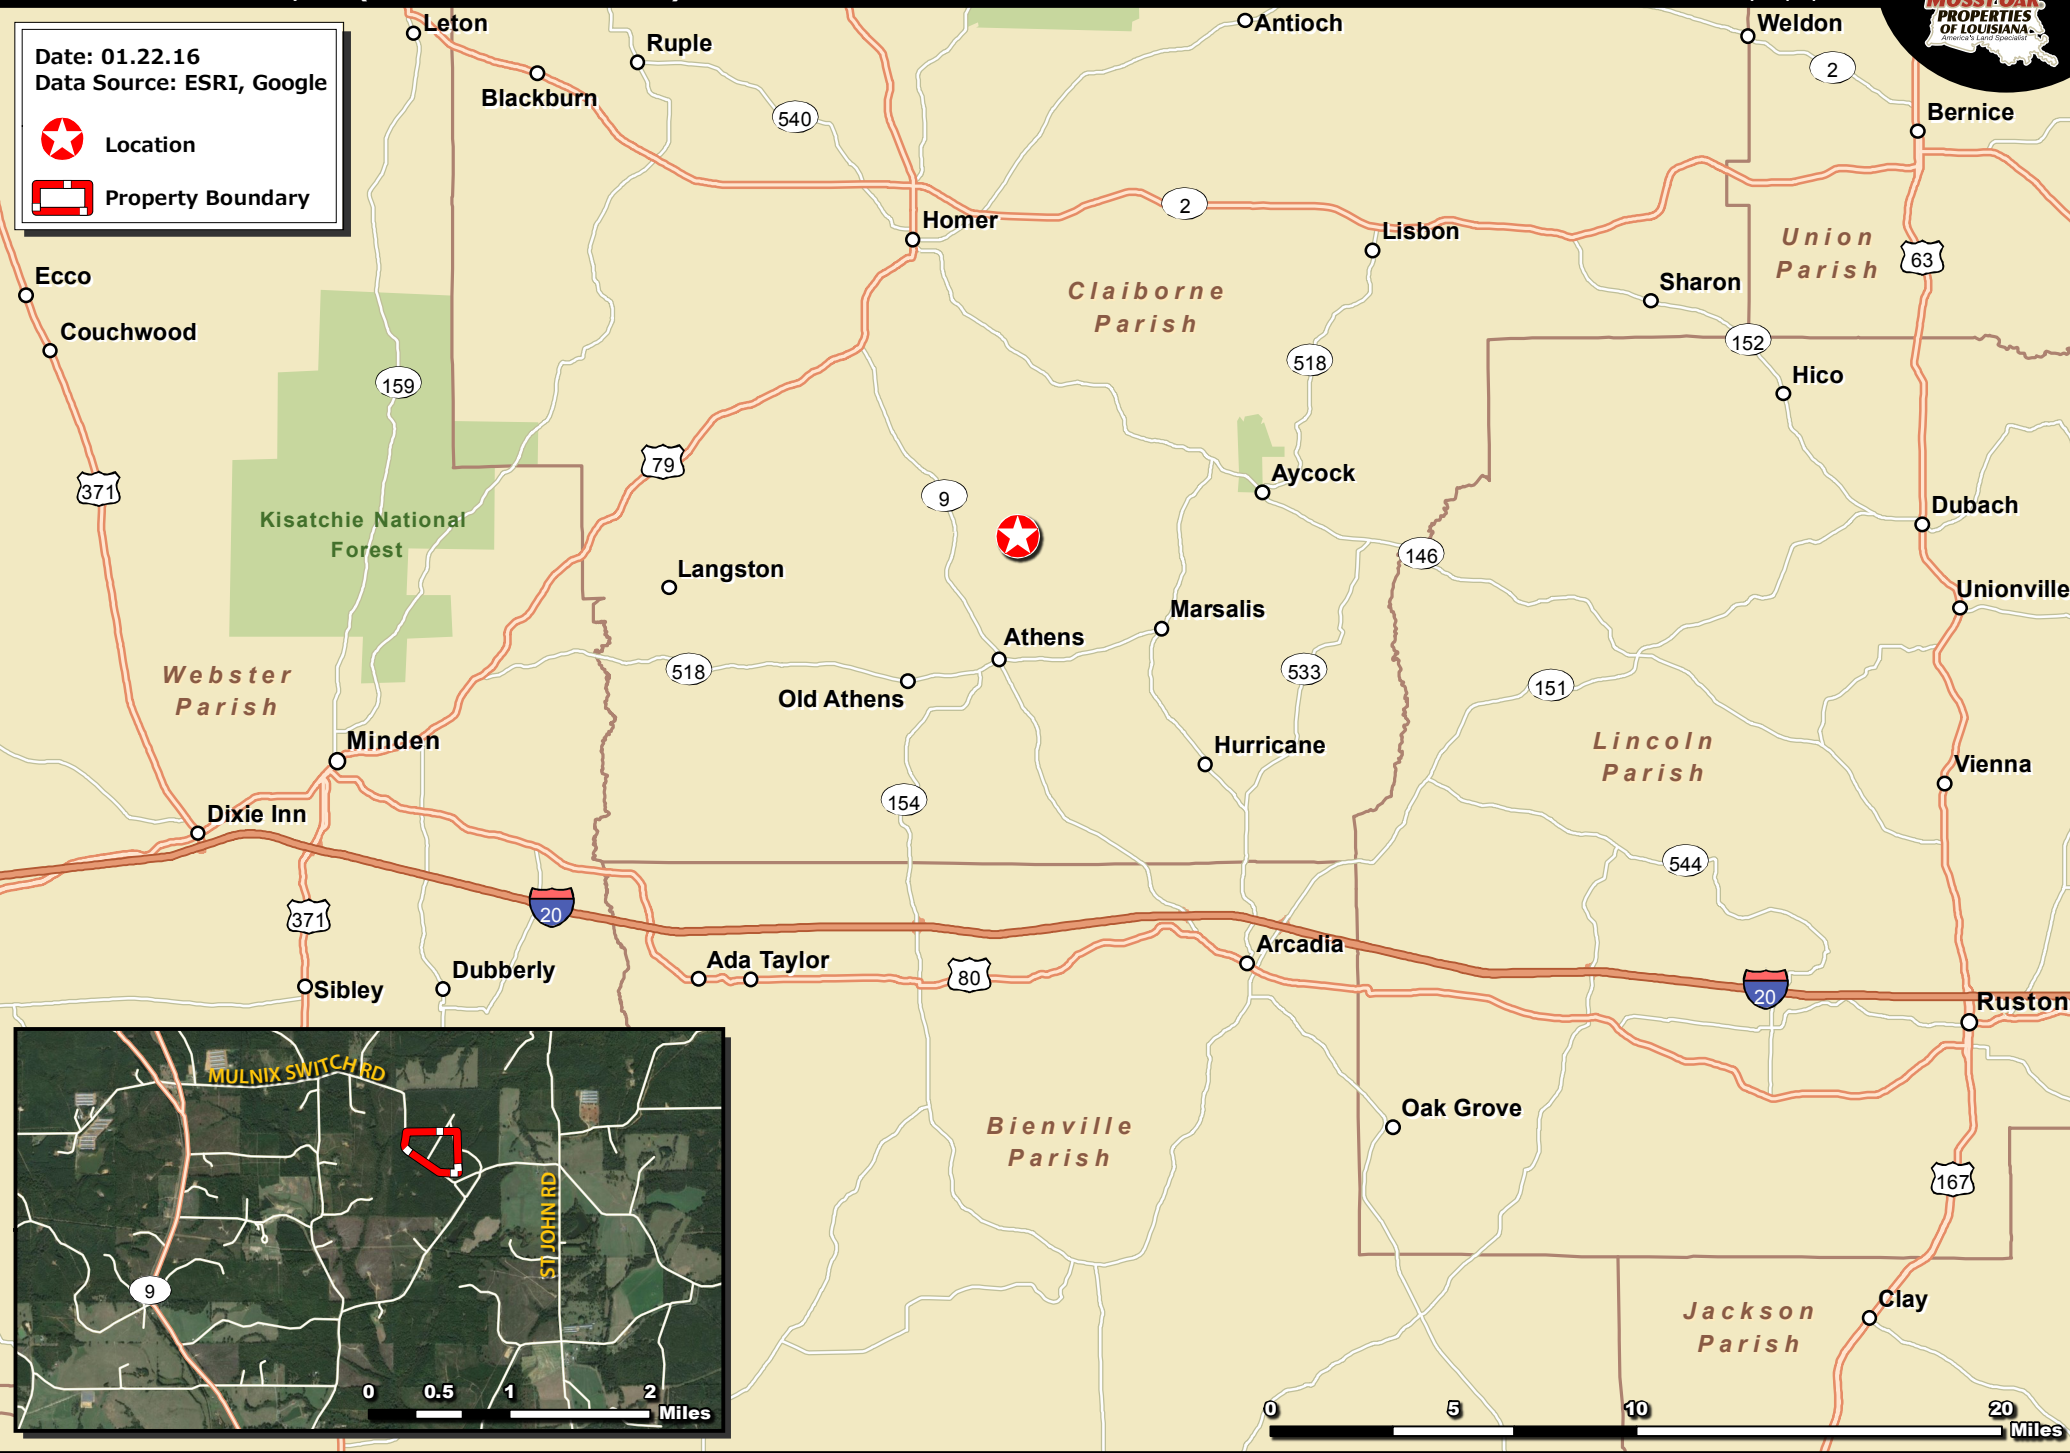 Date: 01.22.16
Data Source: ESRI, Google
Location
Property Boundary
MOSSY OAK
PROPERTIES
OF LOUISIANA
America's Land Specialist
Leton
Ruple
Antioch
Weldon
2
Blackburn
540
Bernice
Homer
2
Lisbon
Union
Parish
63
Ecco
Claiborne
Parish
Sharon
Couchwood
152
159
518
Hico
79
Aycock
371
9
Dubach
Kisatchie National
Forest
146
Langston
Unionville
Marsalis
Athens
Webster
Parish
518
533
151
Old Athens
Minden
Hurricane
Lincoln
Parish
Vienna
154
Dixie Inn
544
371
20
Arcadia
Ada
Taylor
80
Dubberly
Sibley
20
Ruston
MULNIX SWITCH RD
Oak Grove
Bienville
Parish
167
ST JOHN RD
9
Clay
Jackson
Parish
0 0.5 1 2
Miles
0 5 10 20
Miles